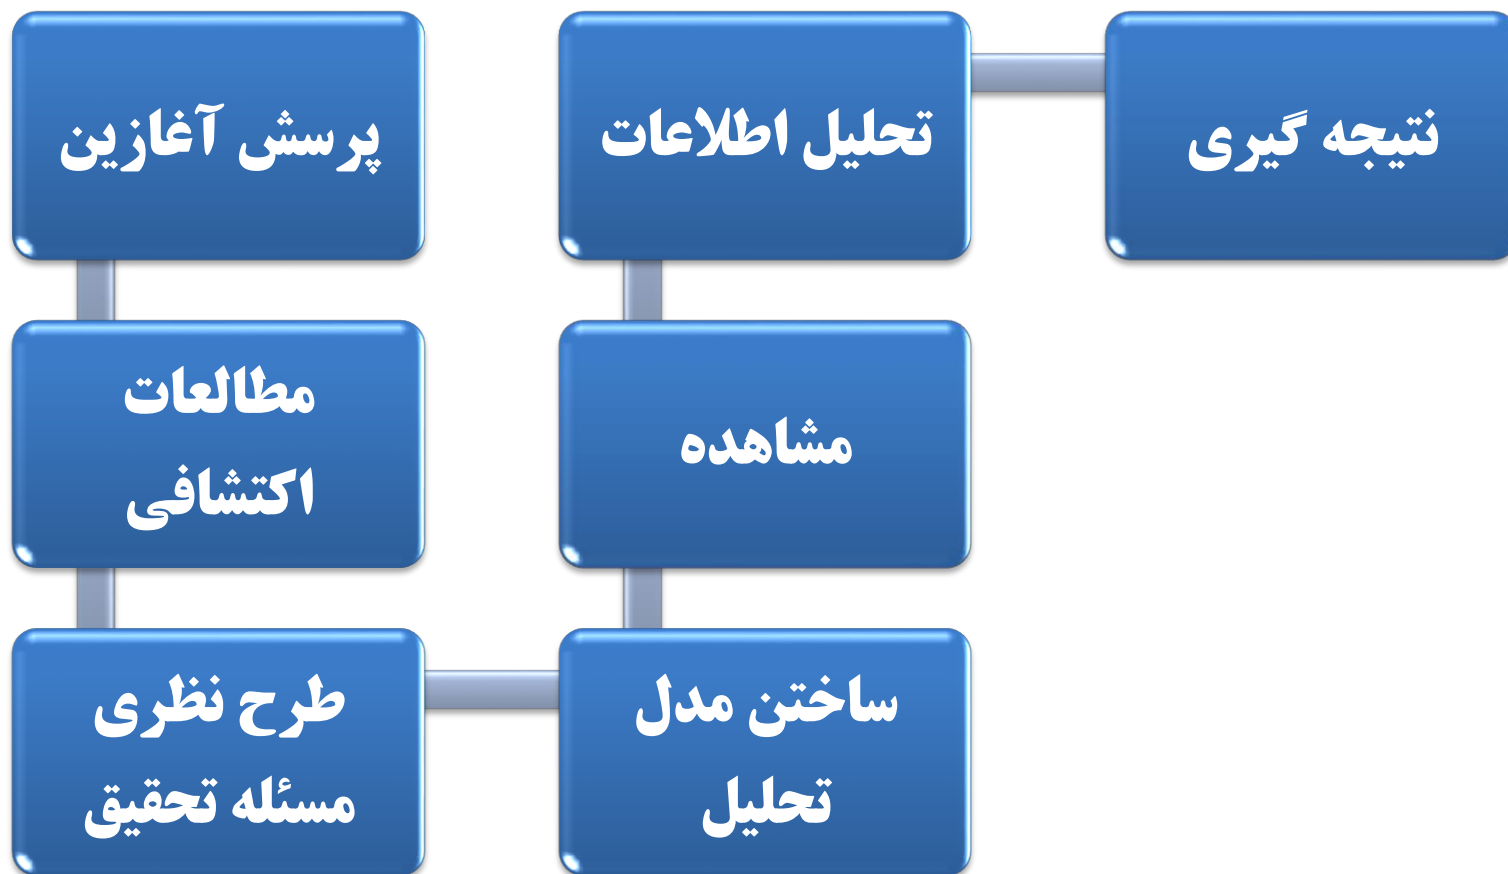 پرسش آغازین
مطالعات
اکتشافی
طرح نظری
مسئله تحقیق
ساختن مدل
تحلیل
مشاهده
تحلیل اطلاعات
نتیجه گیری